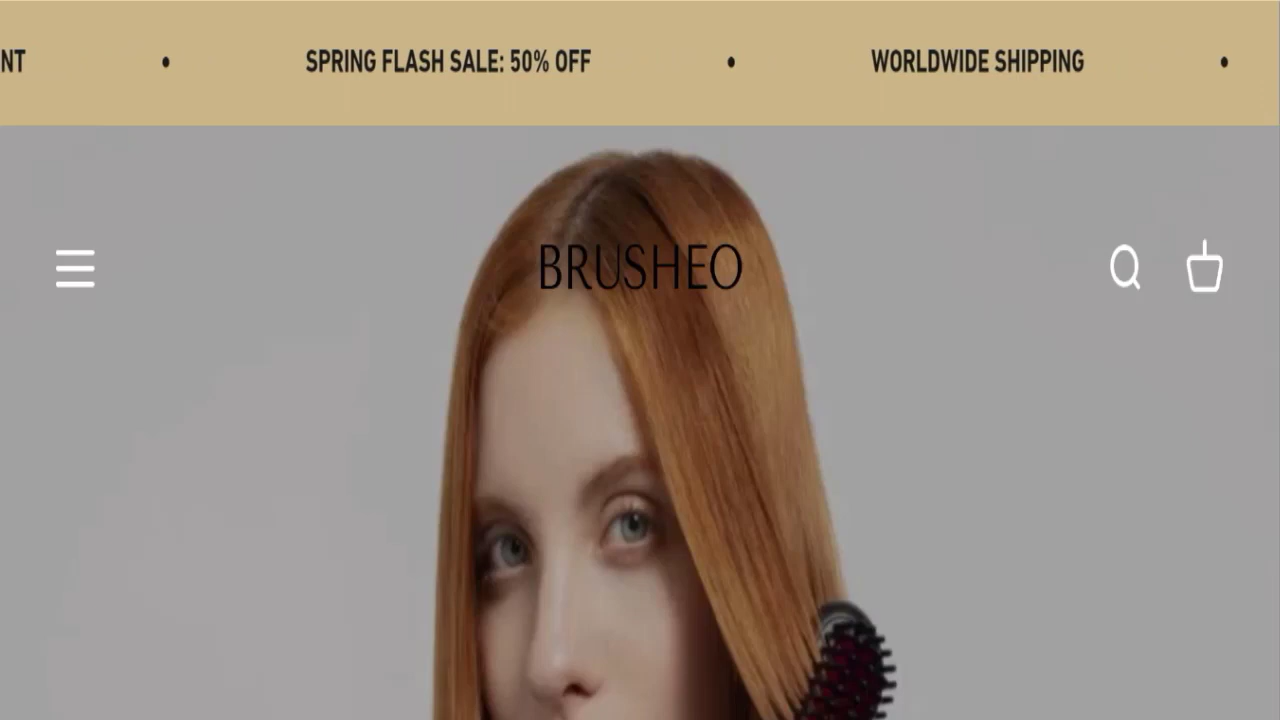 NT • SPRING FLASH SALE: 50% OFF • WORLDWIDE SHIPPING •
BRUSHEO